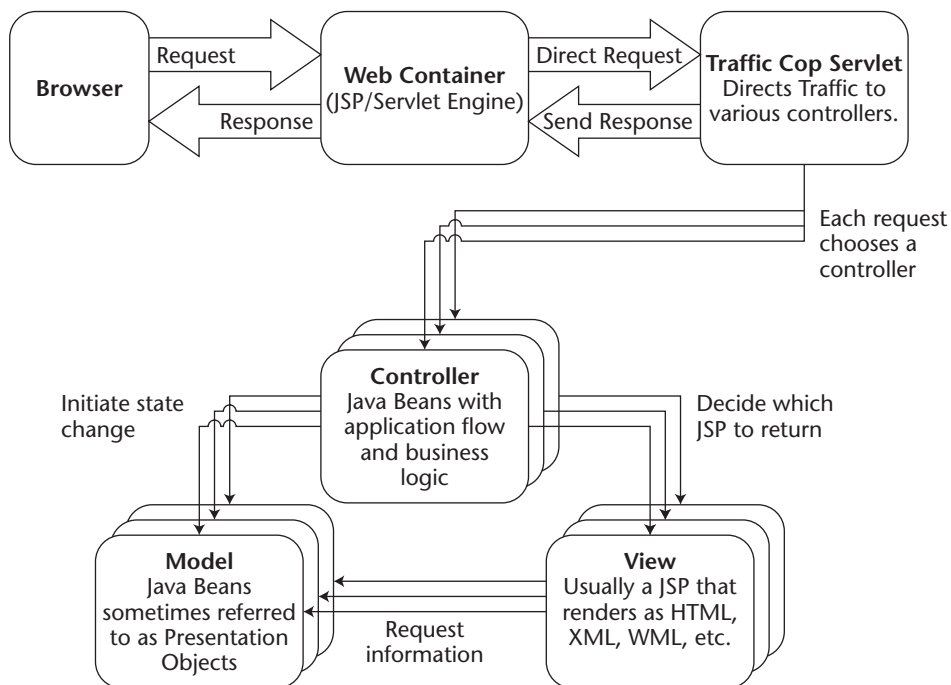 Browser
Request
Response
Web Container
(JSP/Servlet Engine)
Direct Request
Send Response
Traffic Cop Servlet
Directs Traffic to
various controllers.
Each request
chooses a
controller
Controller
Java Beans with
application flow
and business
logic
Initiate state
change
Decide which
JSP to return
Model
Java Beans
sometimes referred
to as Presentation
Objects
Request
information
View
Usually a JSP that
renders as HTML,
XML, WML, etc.